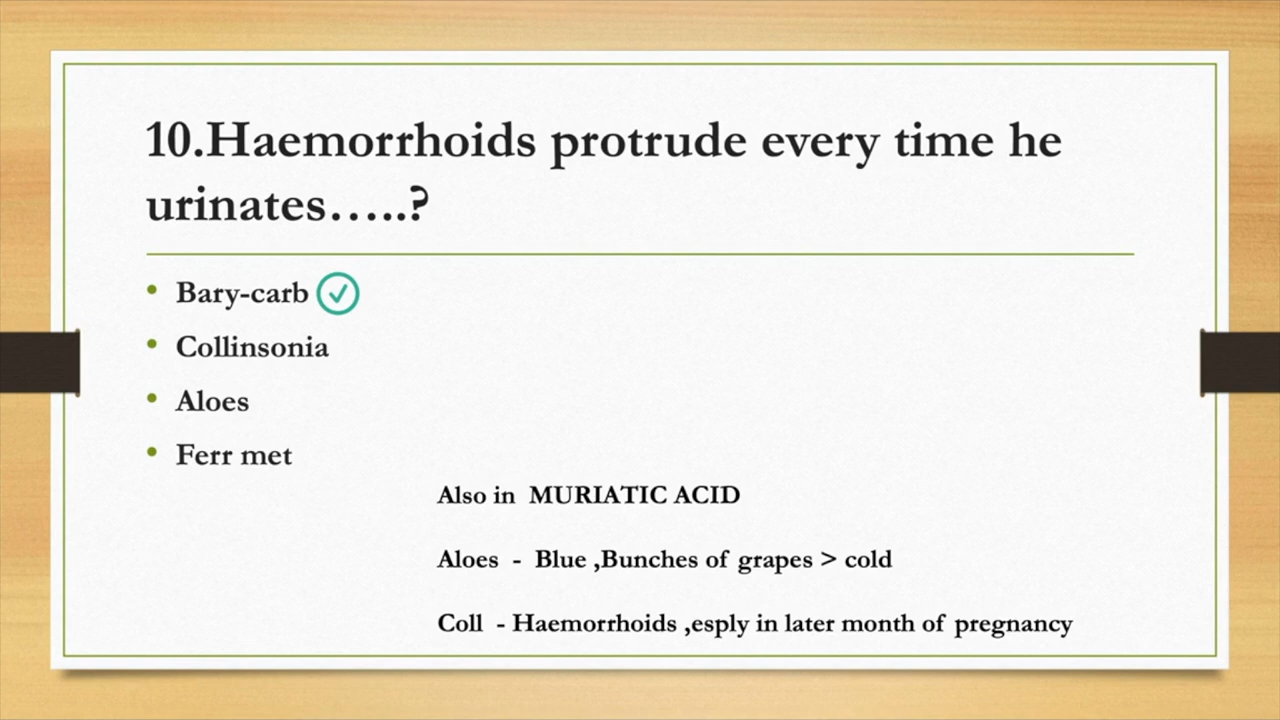 10.Haemorrhoids protrude every time he
urinates…..?
• Bary-carb
• Collinsonia
• Aloes
• Ferr met
Also in  MURIATIC ACID
Aloes  -  Blue ,Bunches of grapes > cold
Coll  - Haemorrhoids ,esply in later month of pregnancy